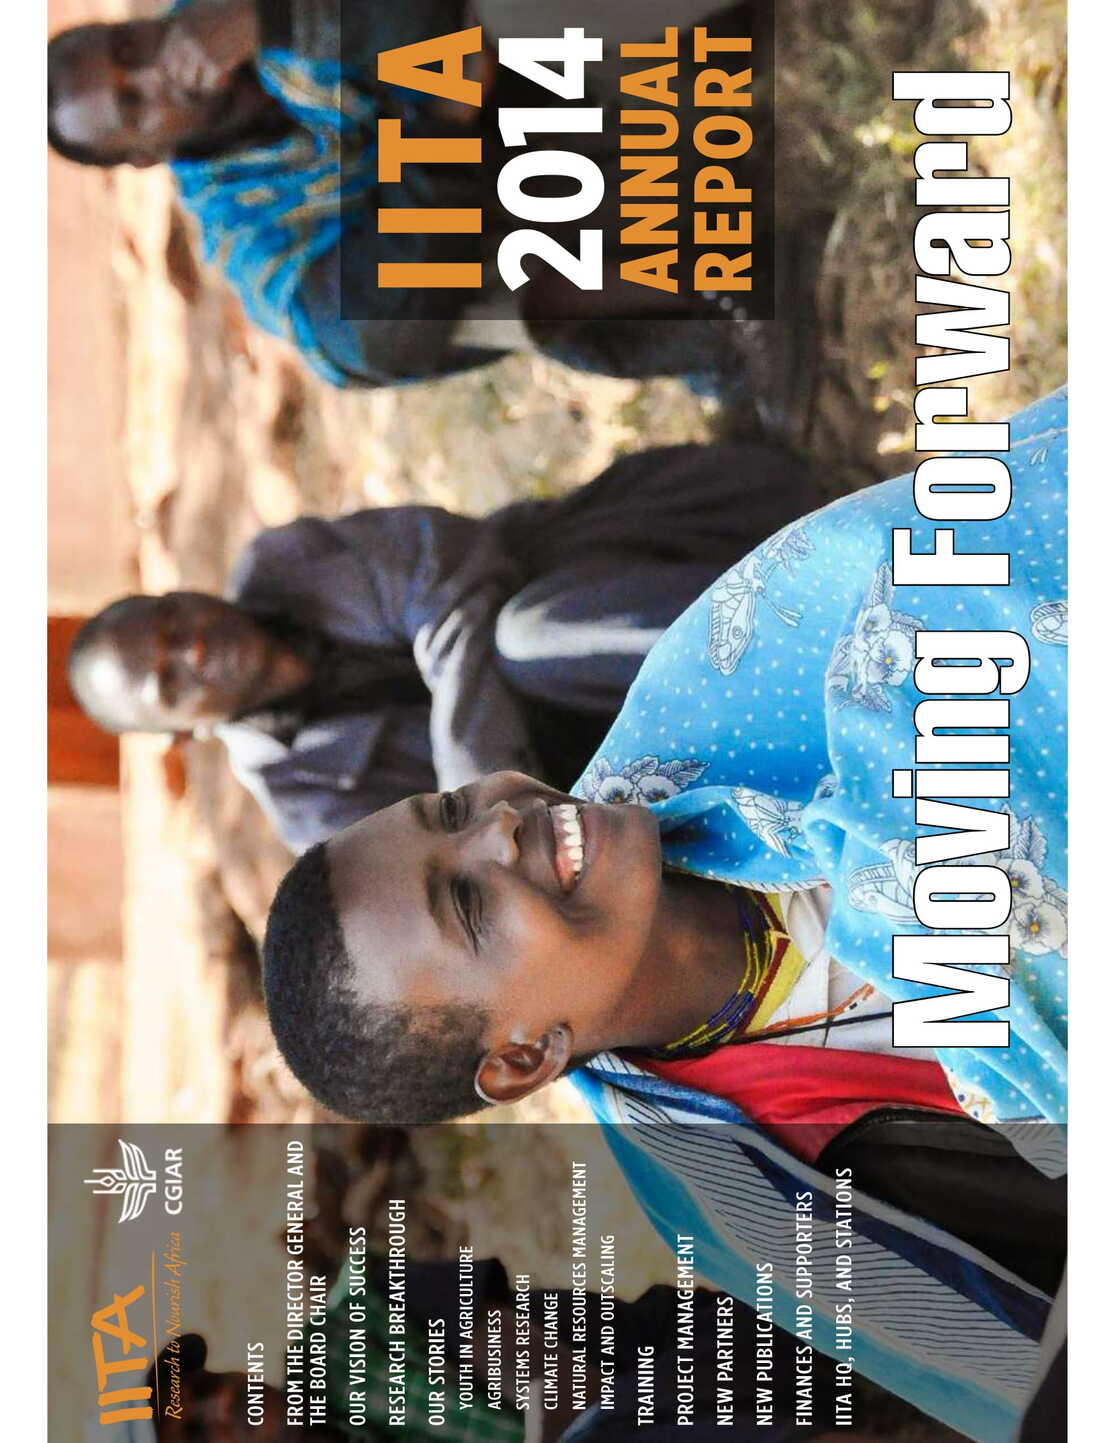 IITA
Research to Nourish Africa
CGIAR
CONTENTS
FROM THE DIRECTOR GENERAL AND
THE BOARD CHAIR
OUR VISION OF SUCCESS
RESEARCH BREAKTHROUGH
OUR STORIES
YOUTH IN AGRICULTURE
AGRIBUSINESS
SYSTEMS RESEARCH
CLIMATE CHANGE
NATURAL RESOURCES MANAGEMENT
IMPACT AND OUTSCALING
TRAINING
PROJECT MANAGEMENT
NEW PARTNERS
NEW PUBLICATIONS
FINANCES AND SUPPORTERS
IITA HQ, HUBS, AND STATIONS
IITA
2014
ANNUAL
REPORT
Moving Forward